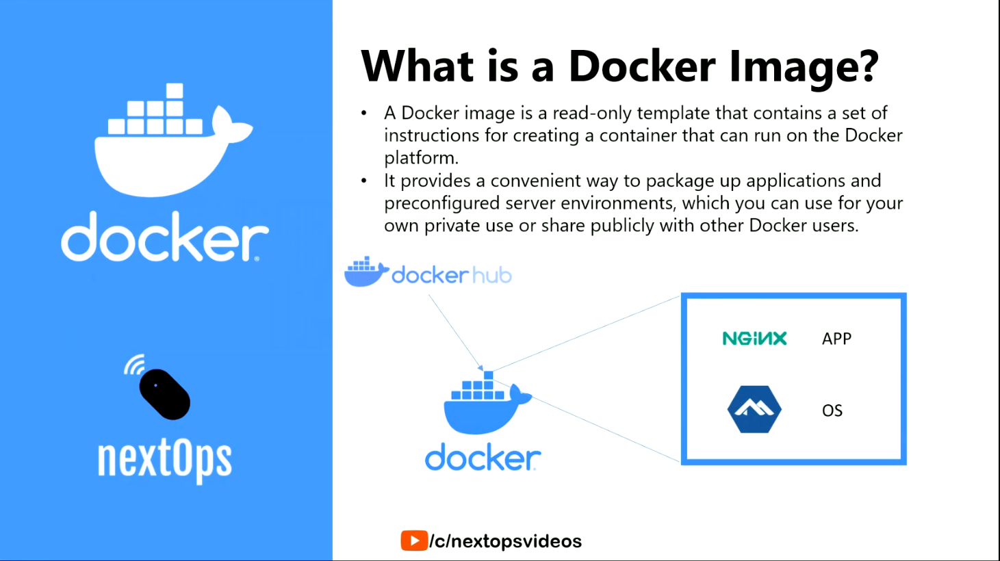 docker
nextOps
What is a Docker Image?
• A Docker image is a read-only template that contains a set of
instructions for creating a container that can run on the Docker
platform.
• It provides a convenient way to package up applications and
preconfigured server environments, which you can use for your
own private use or share publicly with other Docker users.
docker hub
NGINX APP
OS
docker
/c/nextopsvideos